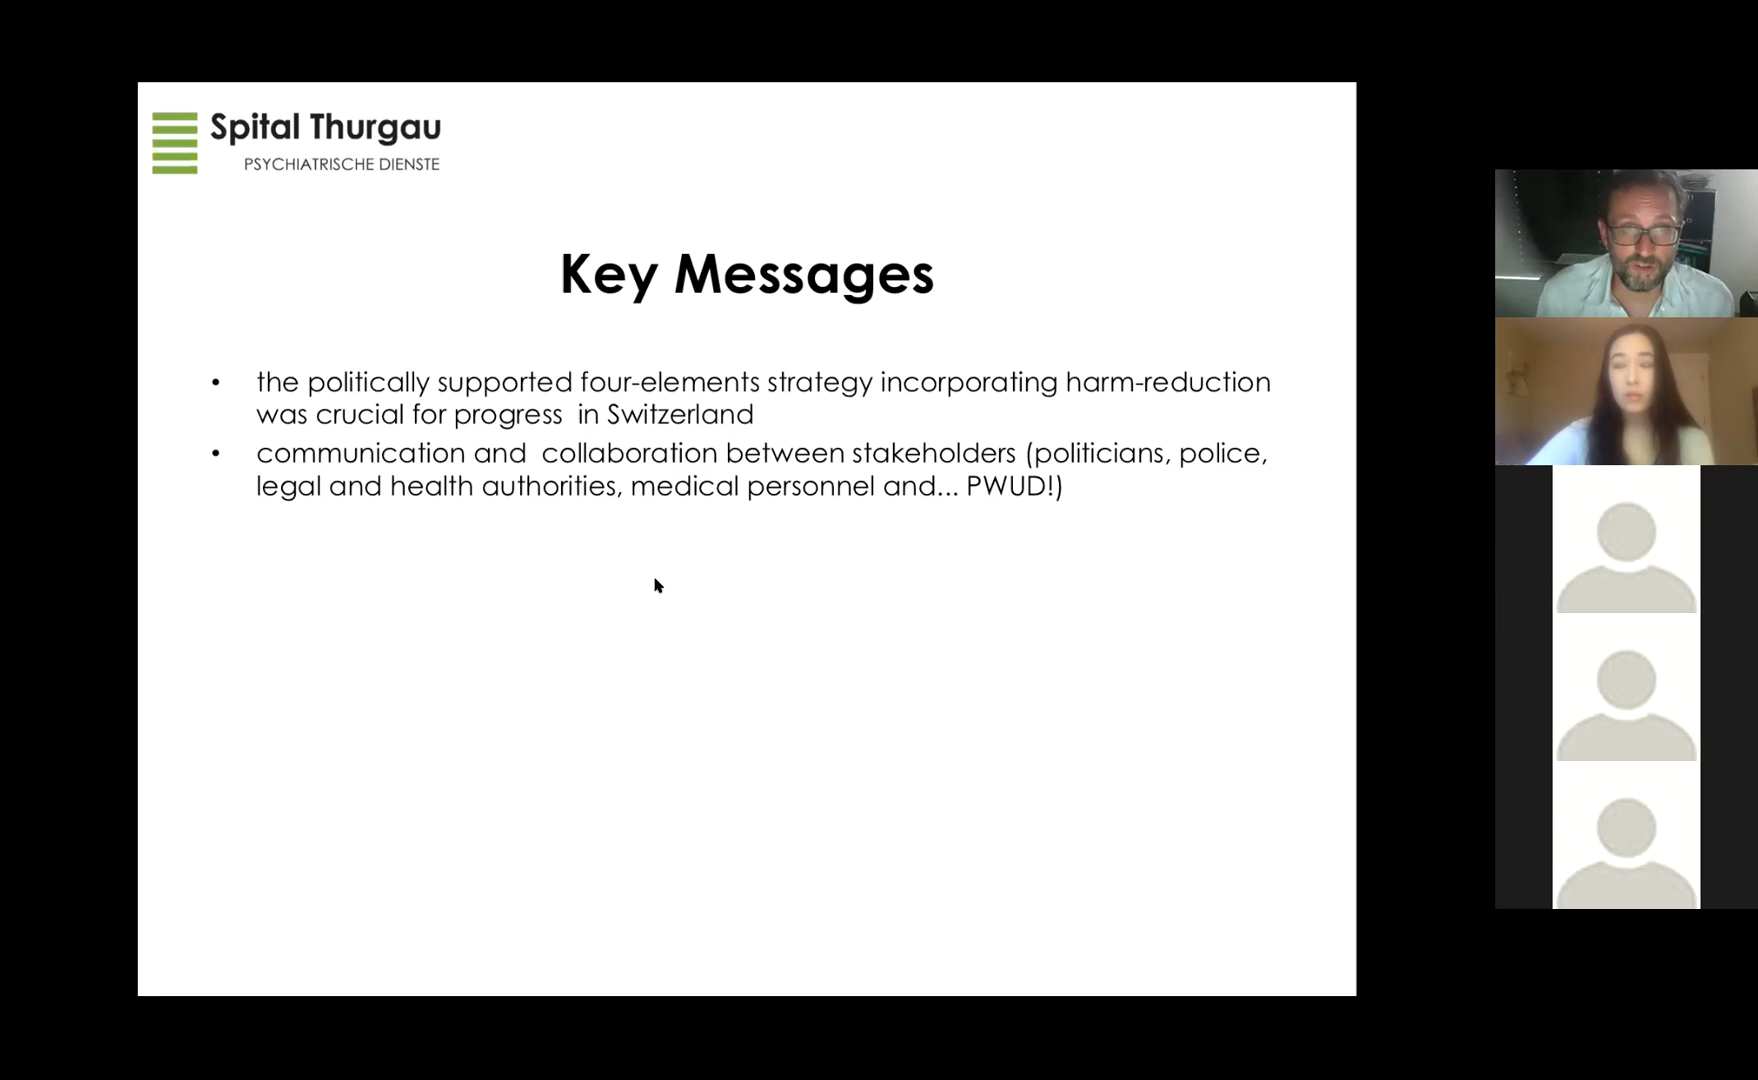 Spital Thurgau
PSYCHIATRISCHE DIENSTE
Key Messages
• the politically supported four-elements strategy incorporating harm-reduction
was crucial for progress  in Switzerland
• communication and  collaboration between stakeholders (politicians, police,
legal and health authorities, medical personnel and... PWUD!)